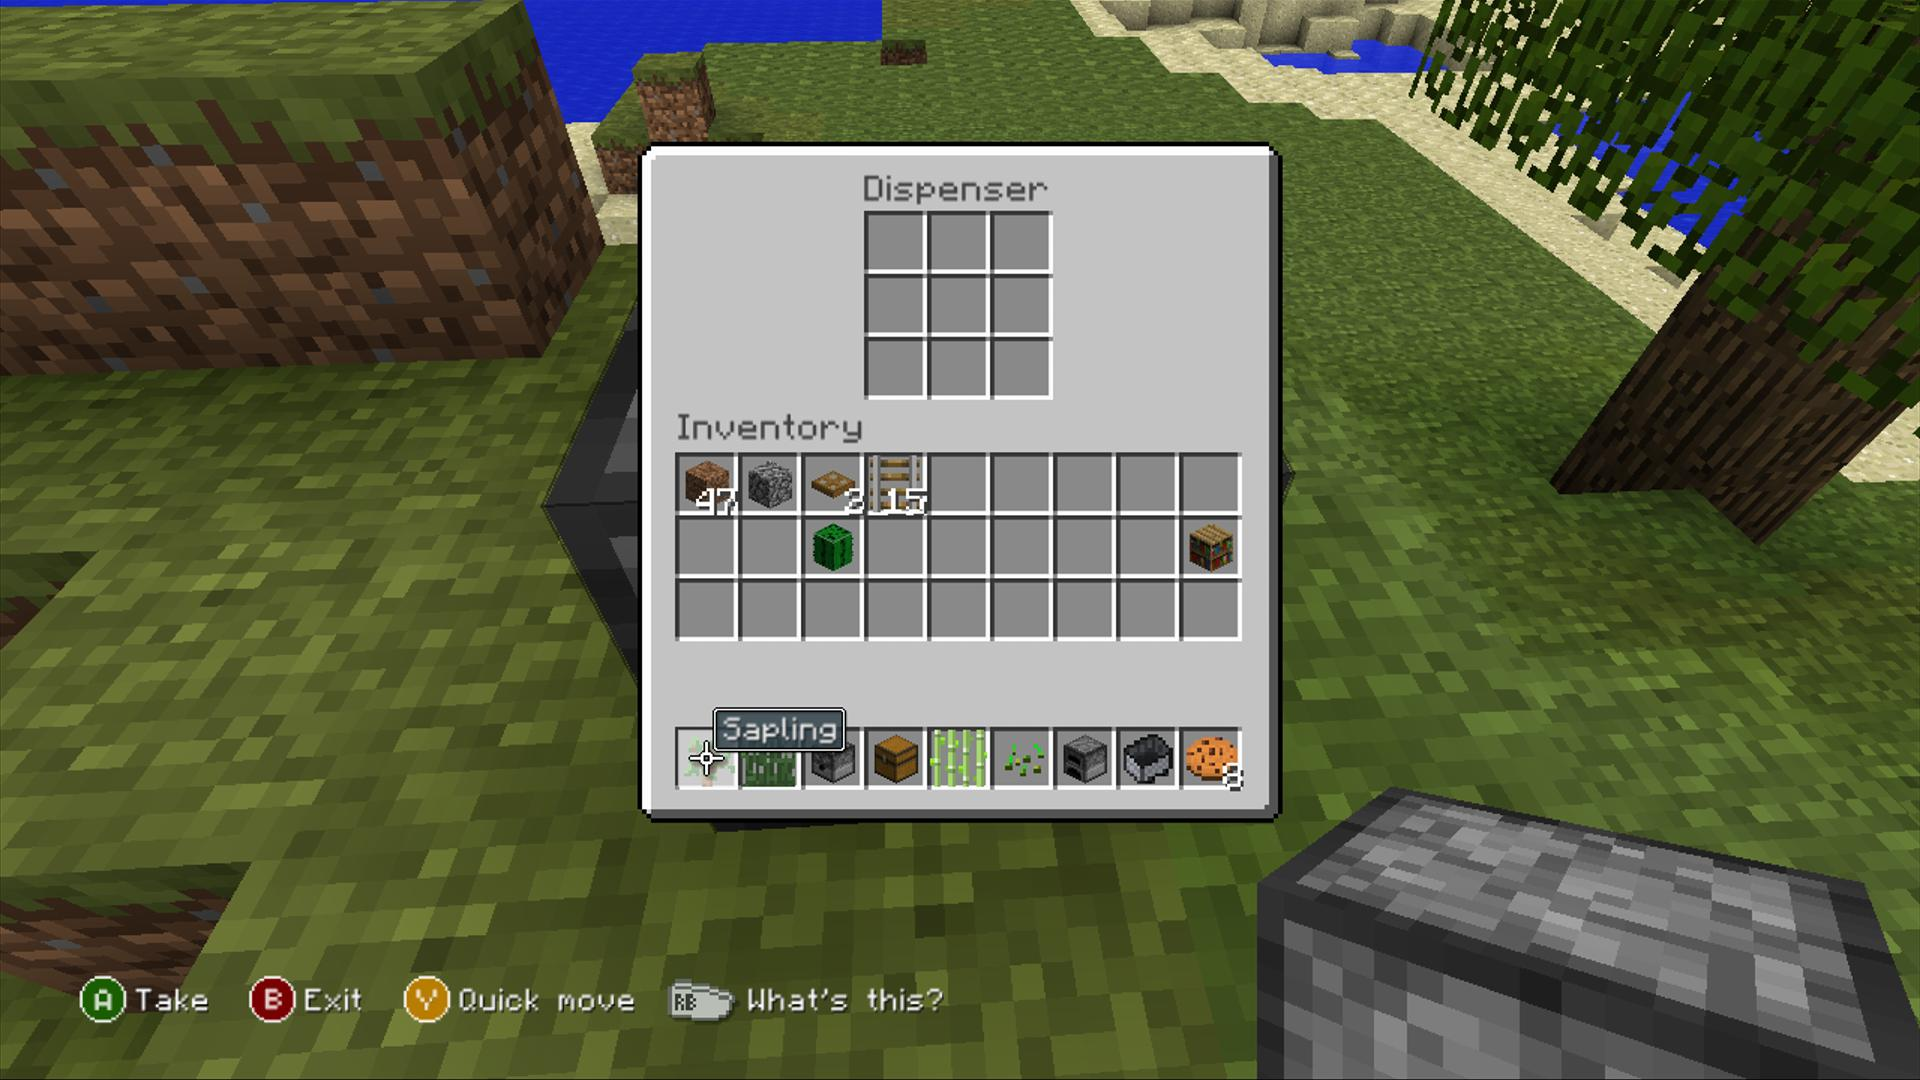 Dispenser
Inventory
47 3 15
Sapling
8
A Take B Exit Y Quick move RB What's this?